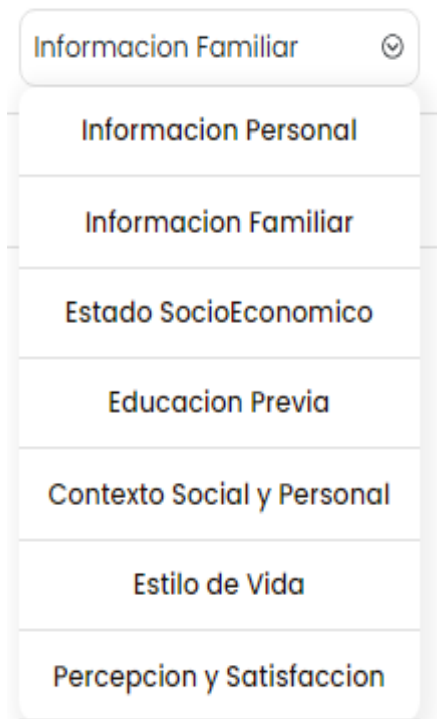 Informacion Familiar
Informacion Personal
Informacion Familiar
Estado SocioEconomico
Educacion Previa
Contexto Social y Personal
Estilo de Vida
Percepcion y Satisfaccion